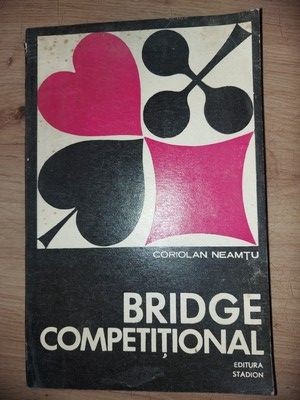 CORIOLAN NEAMȚU
BRIDGE
COMPETIȚIONAL
EDITURA
STADION